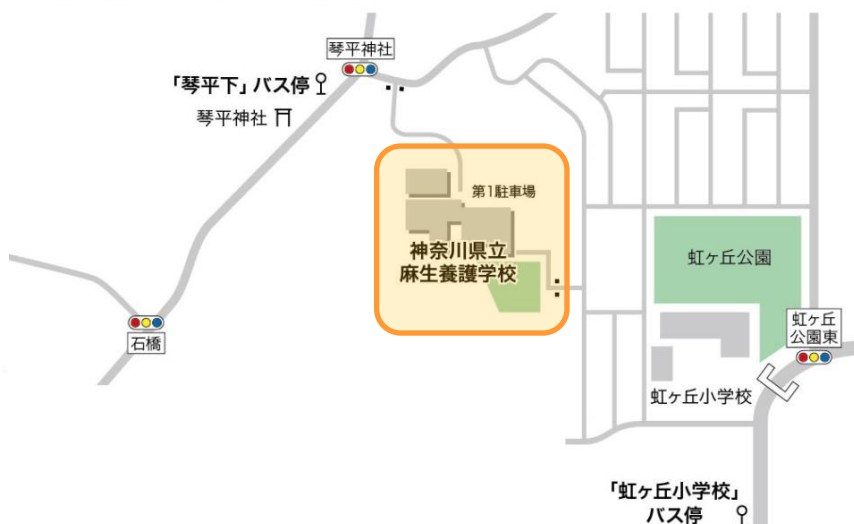 琴平神社
「琴平下」バス停
琴平神社
第1駐車場
神奈川県立
麻生養護学校
虹ヶ丘公園
虹ヶ丘
公園東
石橋
虹ヶ丘小学校
「虹ヶ丘小学校」
バス停